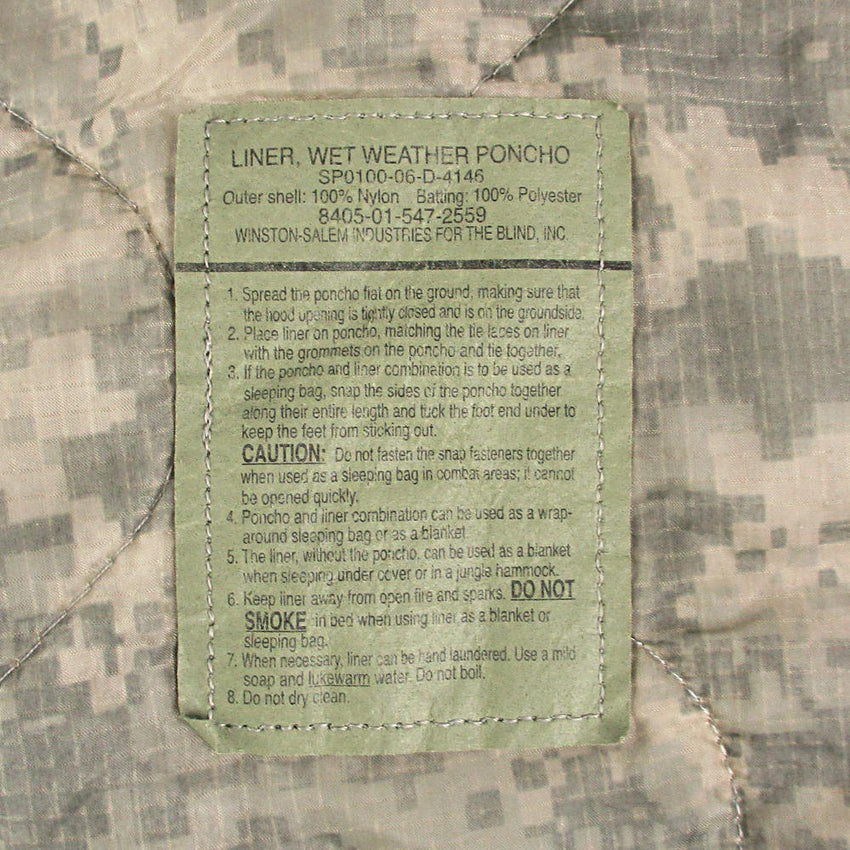 LINER, WET WEATHER PONCHO
SP0100-06-D-4146
Outer shell: 100% Nylon Batting: 100% Polyester
8405-01-547-2559
WINSTON-SALEM INDUSTRIES FOR THE BLIND, INC.
1. Spread the poncho flat on the ground, making sure that
the hood opening is tightly closed and is on the groundside.
2. Place liner on poncho, matching the tie laces on liner
with the grommets on the poncho and tie together.
3. If the poncho and liner combination is to be used as a
sleeping bag, snap the sides of the poncho together
along their entire length and tuck the foot end under to
keep the feet from sticking out.
CAUTION: Do not fasten the snap fasteners together
when used as a sleeping bag in combat areas; it cannot
be opened quickly.
4. Poncho and liner combination can be used as a wrap-
around sleeping bag or as a blanket.
5. The liner, without the poncho, can be used as a blanket
when sleeping under cover or in a jungle hammock.
6. Keep liner away from open fire and sparks. DO NOT
SMOKE in bed when using liner as a blanket or
sleeping bag.
7. When necessary, liner can be hand laundered. Use a mild
soap and lukewarm water. Do not boil.
8. Do not dry clean.